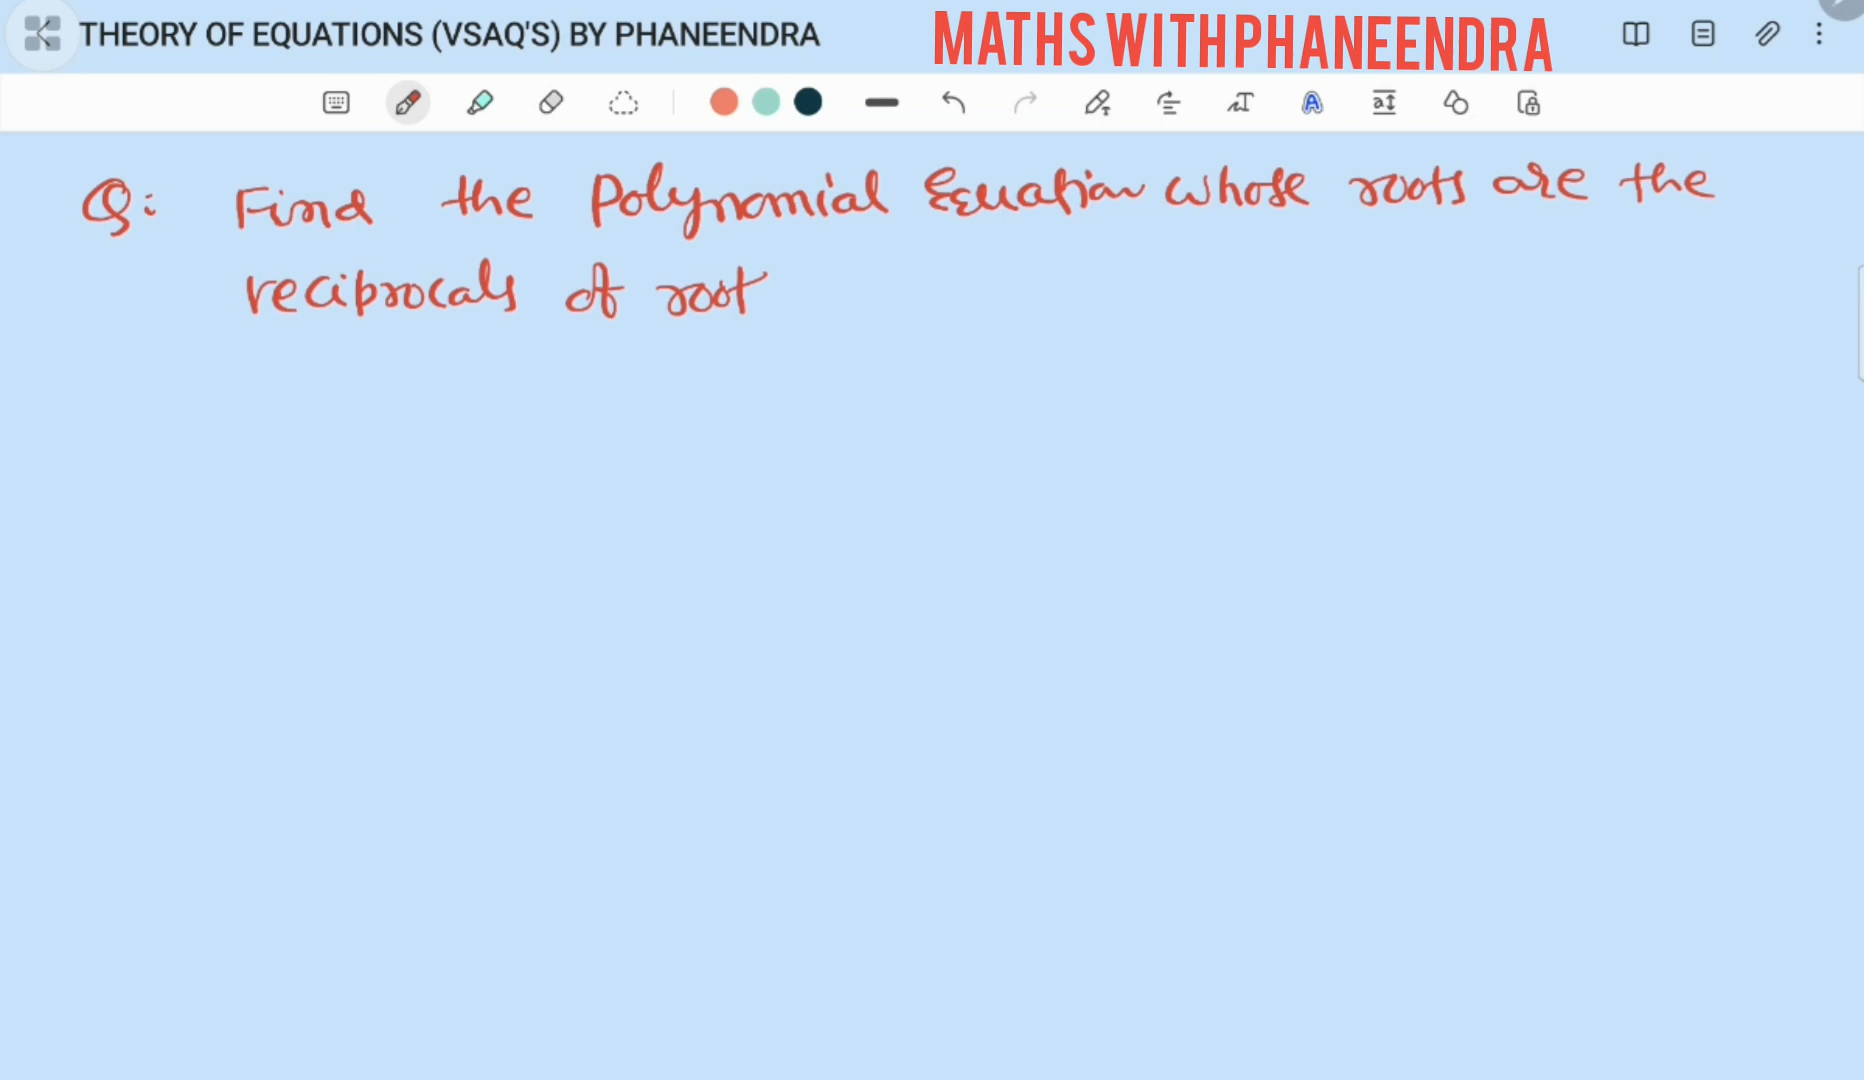 THEORY OF EQUATIONS (VSAQ'S) BY PHANEENDRA
MATHS WITH PHANEENDRA
Q: Find the Polynomial Equation whose roots are the
reciprocals of root